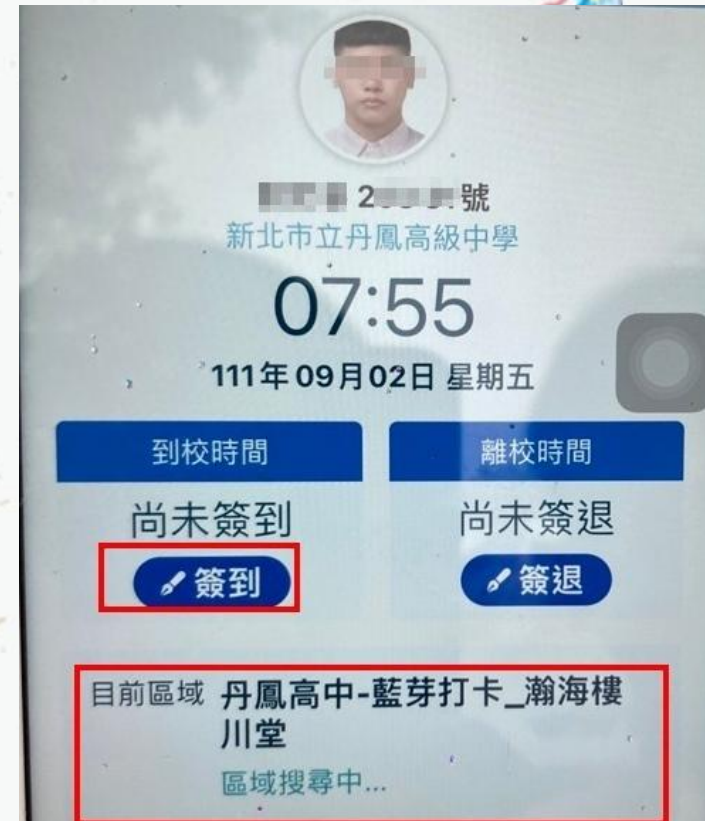 號
新北市立丹鳳高級中學
07:55
111年09月02日 星期五
到校時間 離校時間
尚未簽到 尚未簽退
簽到 簽退
目前區域 丹鳳高中-藍芽打卡_瀚海樓
川堂
區域搜尋中...